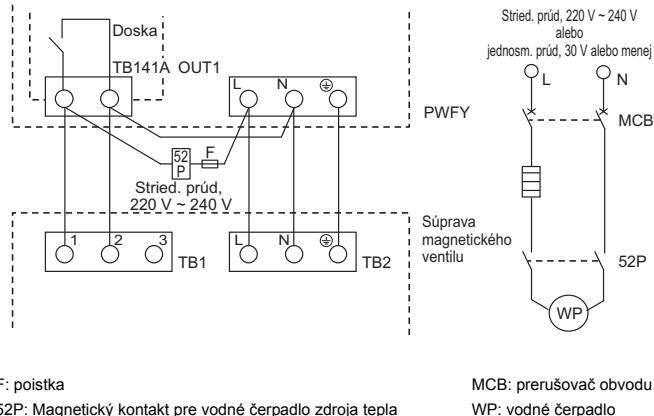 Stried. prúd, 220 V ~ 240 V
alebo
jednosm. prúd, 30 V alebo menej
Doska
TB141A OUT1
L N
L N
PWFY
MCB
52
P
F
Stried. prúd,
220 V ~ 240 V
Súprava
magnetického
ventilu
1 2 3
TB1
L N
TB2
52P
WP
F: poistka
52P: Magnetický kontakt pre vodné čerpadlo zdroja tepla
MCB: prerušovač obvodu
WP: vodné čerpadlo